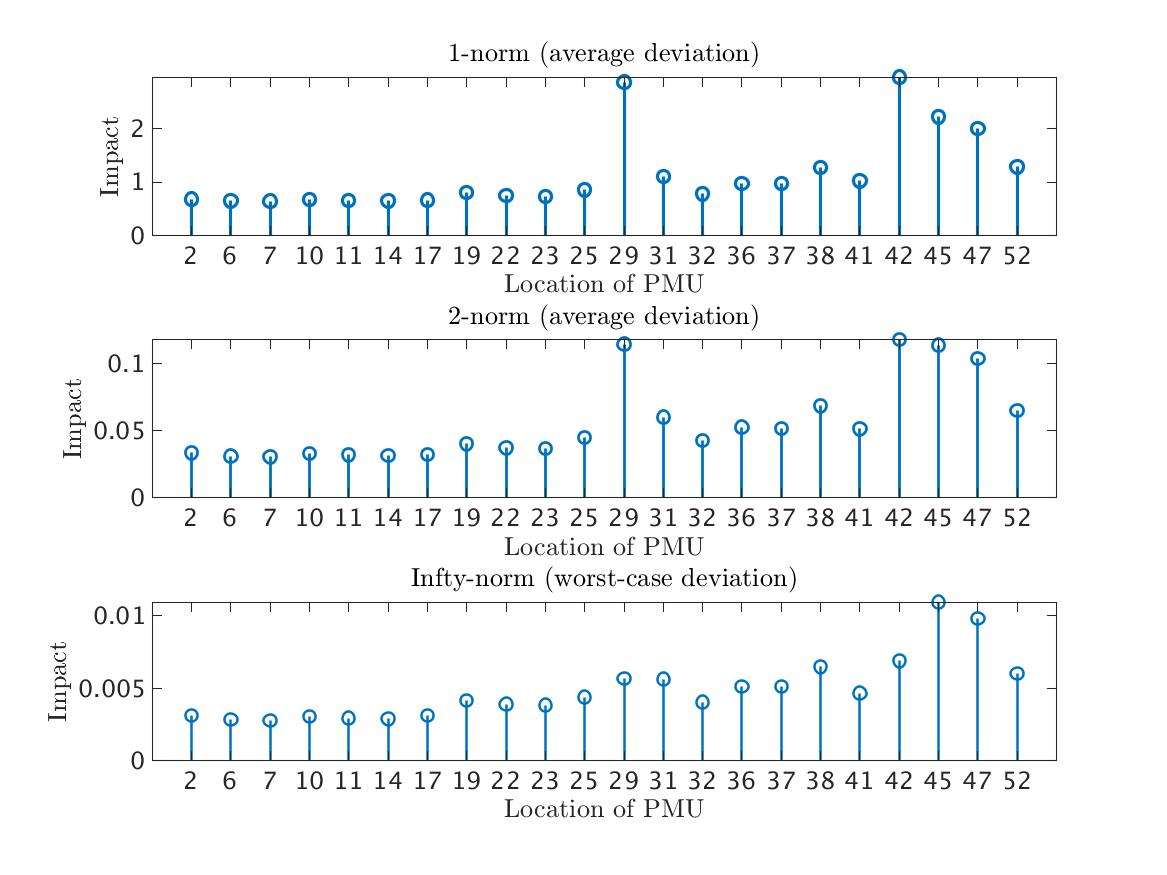 1-norm (average deviation)
Impact
2
1
0
2 6 7 10 11 14 17 19 22 23 25 29 31 32 36 37 38 41 42 45 47 52
Location of PMU
2-norm (average deviation)
Impact
0.1
0.05
0
2 6 7 10 11 14 17 19 22 23 25 29 31 32 36 37 38 41 42 45 47 52
Location of PMU
Infty-norm (worst-case deviation)
Impact
0.01
0.005
0
2 6 7 10 11 14 17 19 22 23 25 29 31 32 36 37 38 41 42 45 47 52
Location of PMU